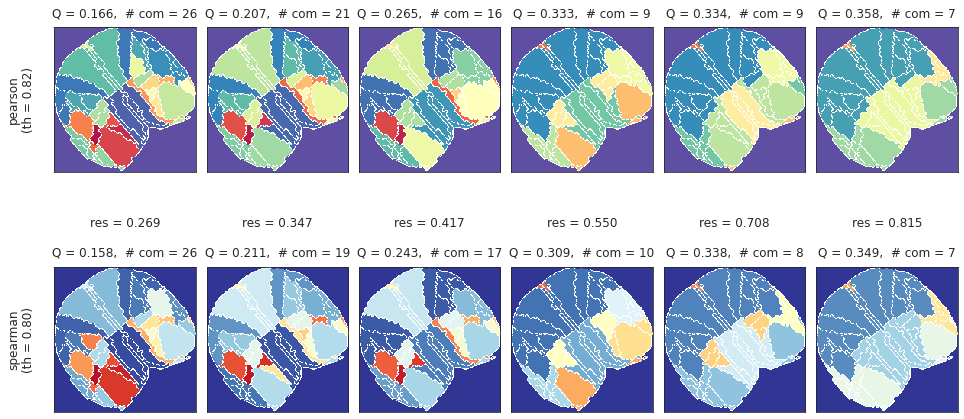 Q = 0.166,  # com = 26
Q = 0.207,  # com = 21
Q = 0.265,  # com = 16
Q = 0.333,  # com = 9
Q = 0.334,  # com = 9
Q = 0.358,  # com = 7
pearson
(th = 0.82)
res = 0.269
res = 0.347
res = 0.417
res = 0.550
res = 0.708
res = 0.815
Q = 0.158,  # com = 26
Q = 0.211,  # com = 19
Q = 0.243,  # com = 17
Q = 0.309,  # com = 10
Q = 0.338,  # com = 8
Q = 0.349,  # com = 7
spearman
(th = 0.80)